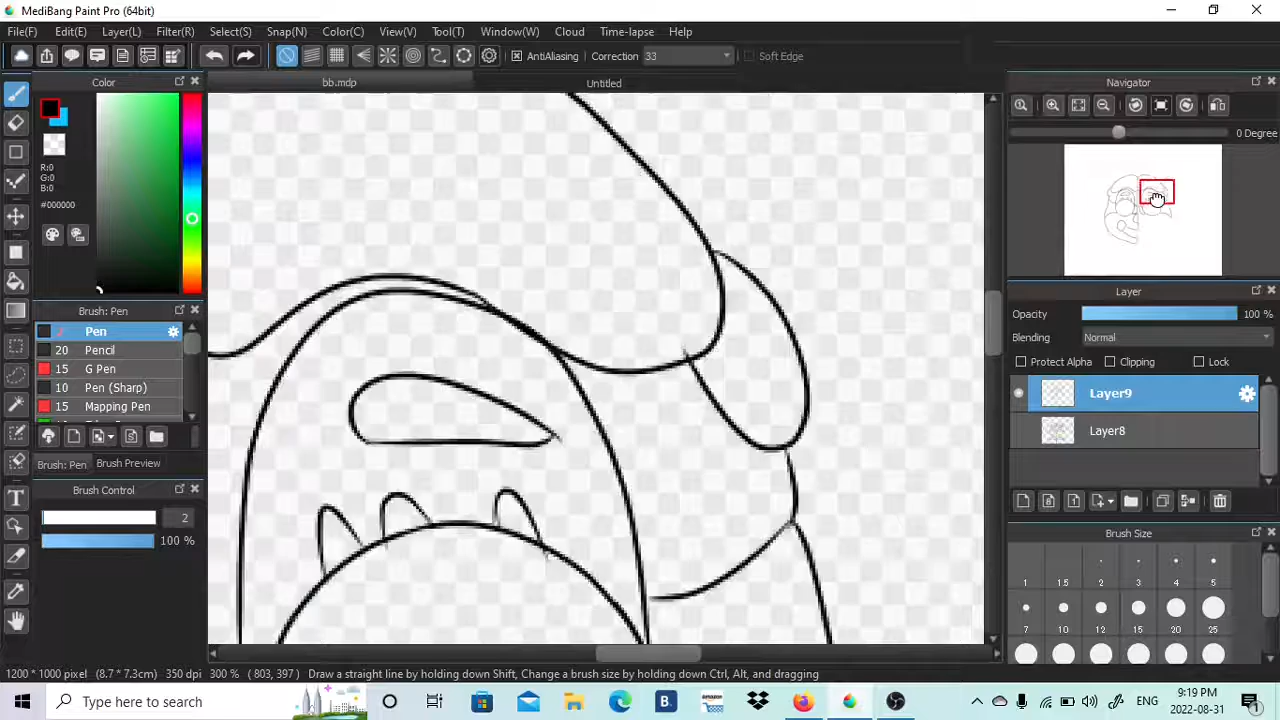 MediBang Paint Pro (64bit)
File(F) Edit(E) Layer(L) Filter(R) Select(S) Snap(N) Color(C) View(V) Tool(T) Window(W) Cloud Time-lapse Help
AntiAliasing Correction 33 Soft Edge
Color
bb.mdp
Untitled
R:0
G:0
B:0
#000000
Brush: Pen
Pen
20 Pencil
15 G Pen
10 Pen (Sharp)
15 Mapping Pen
Brush: Pen Brush Preview
Brush Control
2
100 %
Navigator
0 Degree
Layer
Opacity 100 %
Blending Normal
Protect Alpha Clipping Lock
Layer9
Layer8
Brush Size
1 1.5 2 3 4 5
7 10 12 15 20 25
1200 * 1000 pixel (8.7 * 7.3cm) 350 dpi 300 % ( 803, 397 ) Draw a straight line by holding down Shift, Change a brush size by holding down Ctrl, Alt, and dragging
Type here to search
B.
ENG
9:19 PM
2022-08-31
1